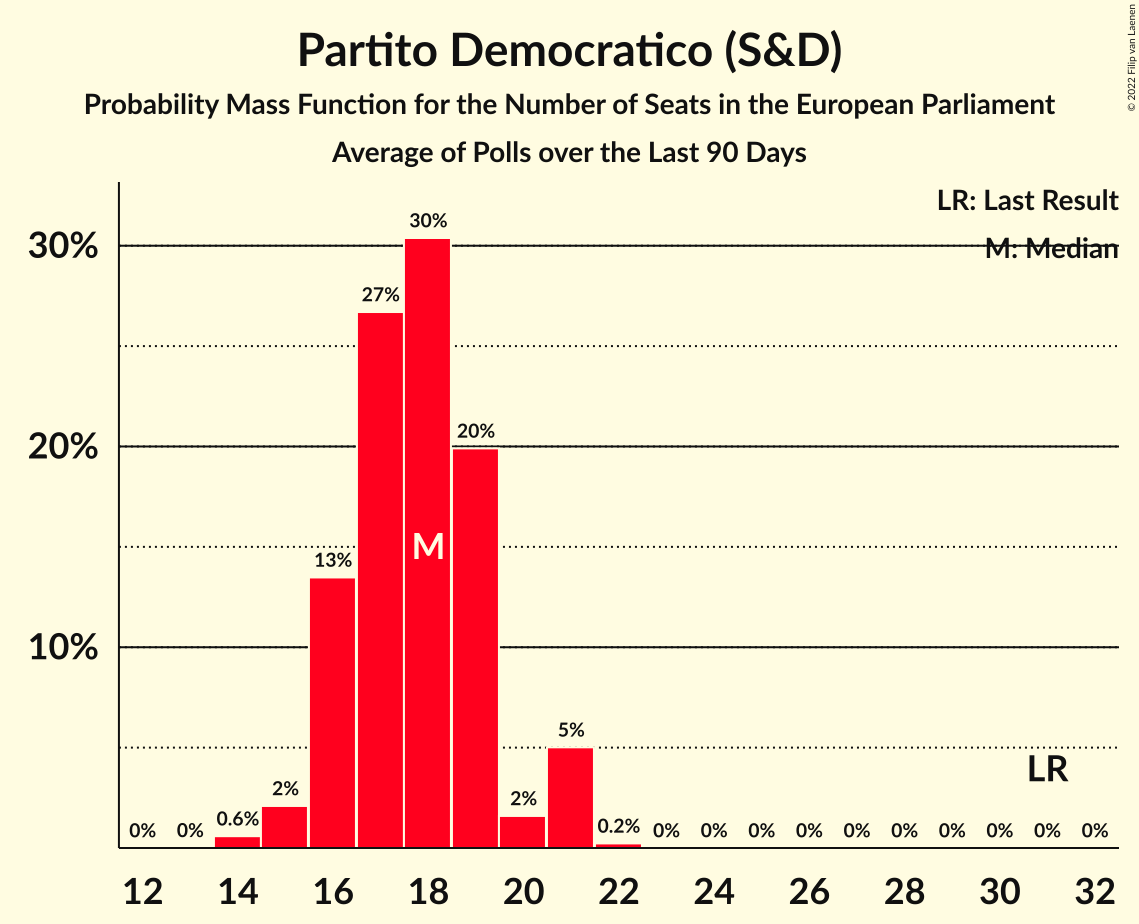 Partito Democratico (S&D)
Probability Mass Function for the Number of Seats in the European Parliament
Average of Polls over the Last 90 Days
© 2022 Filip van Laenen
LR: Last Result
M: Median
30%
20%
10%
0% 0% 0.6% 2% 13% 27% 30% 20% 2% 5% 0.2% 0% 0% 0% 0% 0% 0% 0% 0% 0% 0%
M
LR
12 14 16 18 20 22 24 26 28 30 32